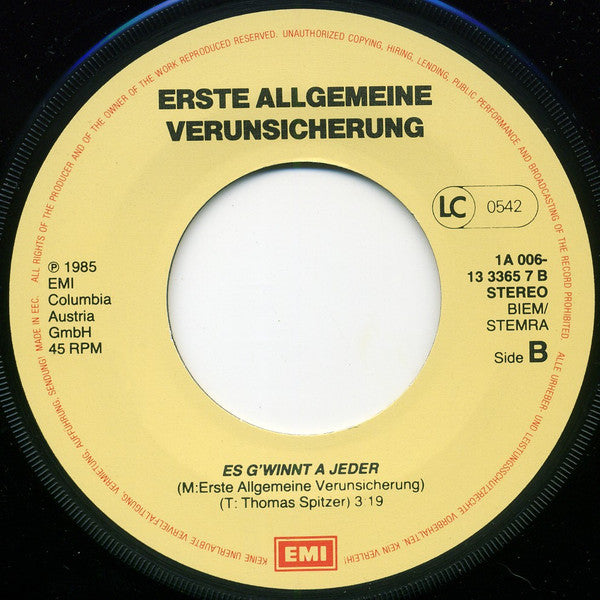 ALL RIGHTS OF THE PRODUCER AND OF THE OWNER OF THE WORK REPRODUCED RESERVED. UNAUTHORIZED COPYING, HIRING, LENDING, PUBLIC PERFORMANCE AND BROADCASTING OF THE RECORD PROHIBITED.
ERSTE ALLGEMEINE
VERUNSICHERUNG
LC 0542
℗ 1985
EMI
Columbia
Austria
GmbH
45 RPM
1A 006-
13 3365 7 B
STEREO
BIEM/
STEMRA
Side B
ES G'WINNT A JEDER
(M:Erste Allgemeine Verunsicherung)
(T: Thomas Spitzer) 3:19
EMI
ALLE URHEBER- UND LEISTUNGSSCHUTZRECHTE VORBEHALTEN. KEIN VERLEIH! KEINE UNERLAUBTE VERVIELFÄLTIGUNG, VERMIETUNG, AUFFÜHRUNG, SENDUNG! MADE IN EEC.